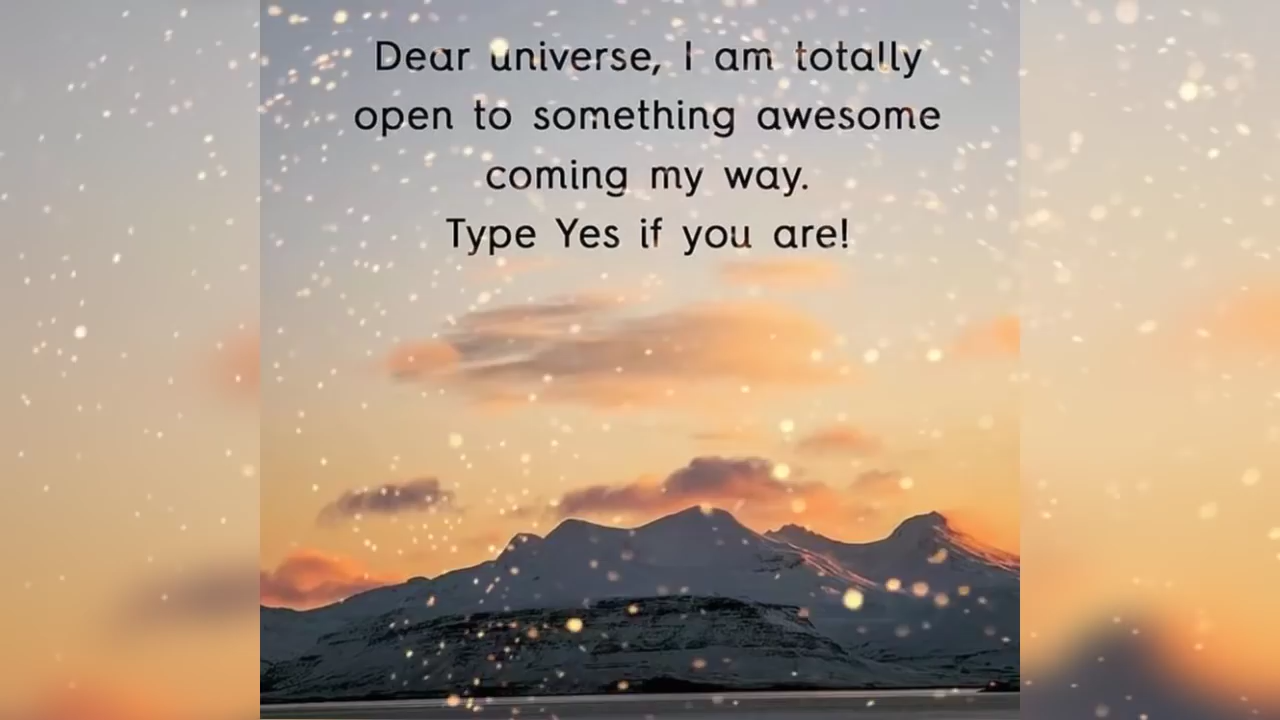 Dear universe, I am totally
open to something awesome
coming my way.
Type Yes if you are!